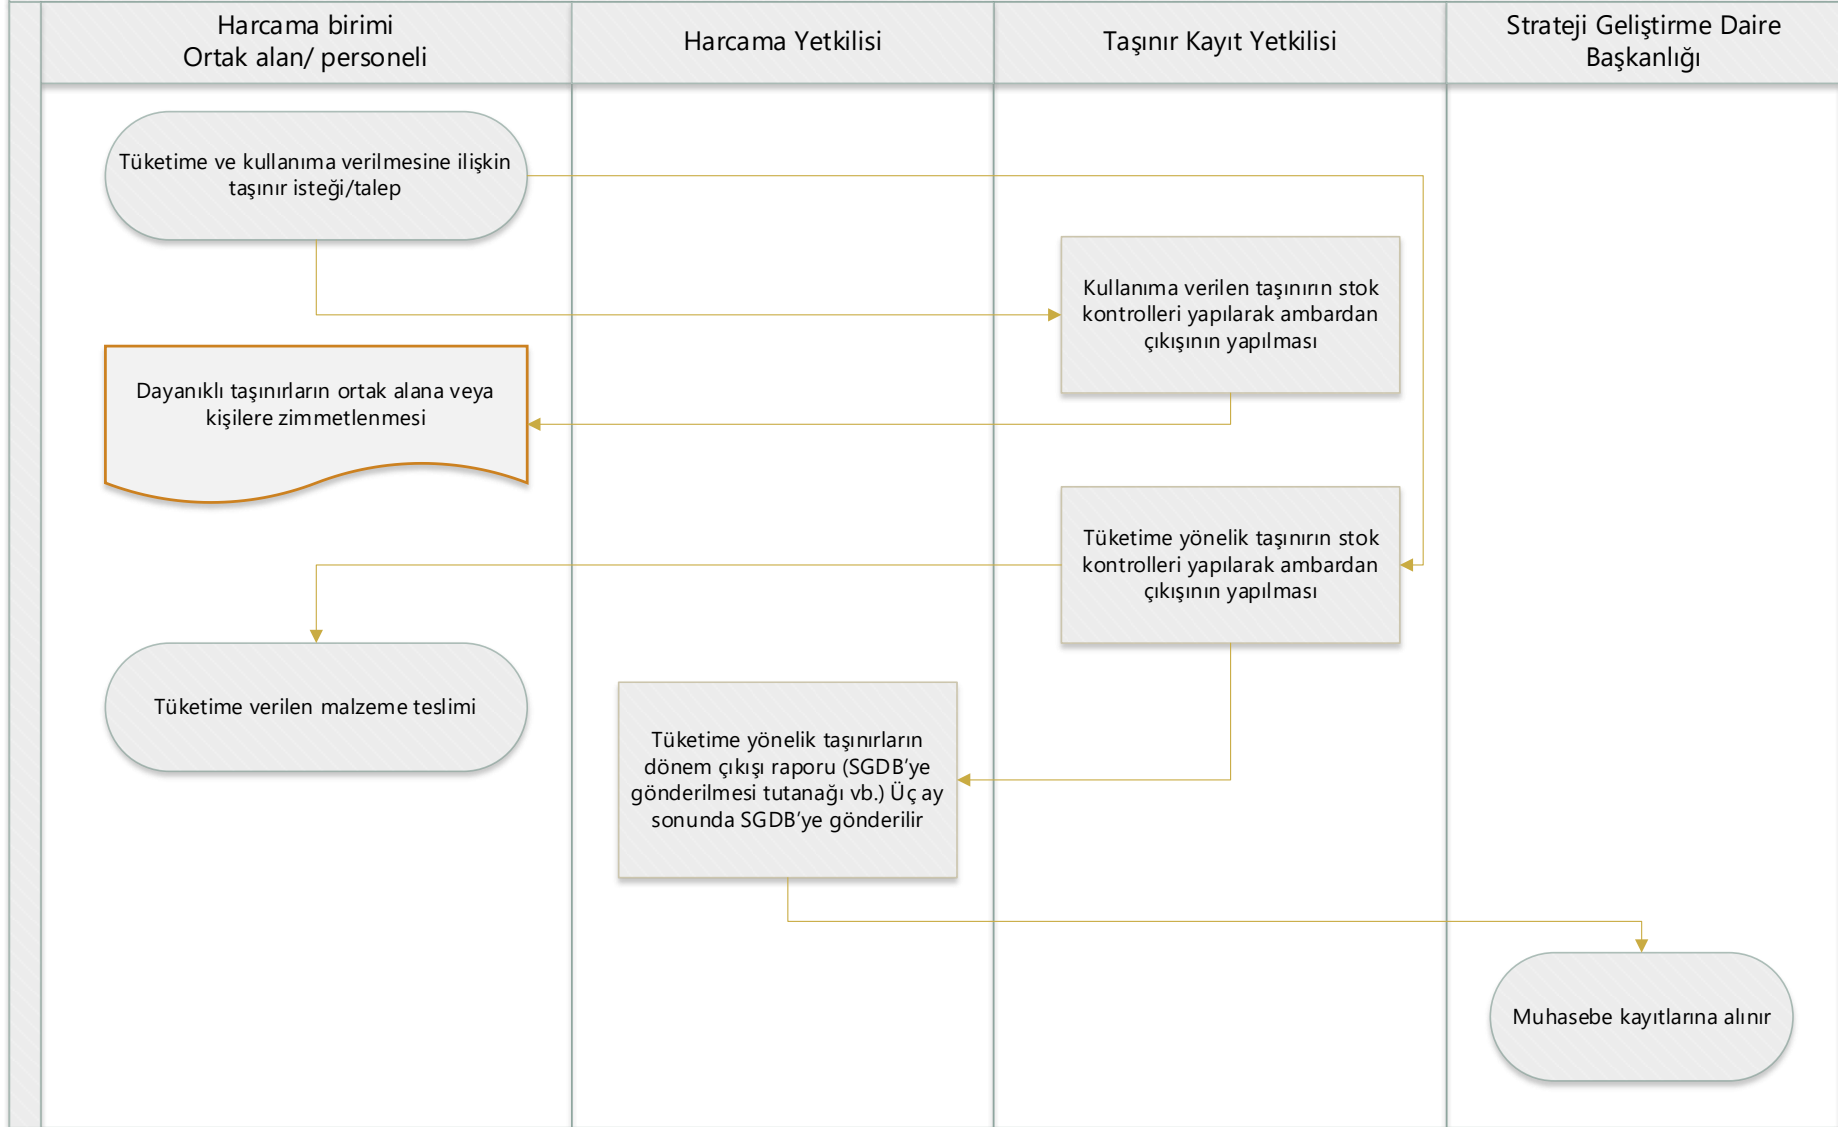 Harcama birimi
Ortak alan/ personeli
Harcama Yetkilisi
Taşınır Kayıt Yetkilisi
Strateji Geliştirme Daire
Başkanlığı
Tüketime ve kullanıma verilmesine ilişkin
taşınır isteği/talep
Kullanıma verilen taşınırın stok
kontrolleri yapılarak ambardan
çıkışının yapılması
Dayanıklı taşınırların ortak alana veya
kişilere zimmetlenmesi
Tüketime yönelik taşınırın stok
kontrolleri yapılarak ambardan
çıkışının yapılması
Tüketime verilen malzeme teslimi
Tüketime yönelik taşınırların
dönem çıkışı raporu (SGDB’ye
gönderilmesi tutanağı vb.) Üç ay
sonunda SGDB’ye gönderilir
Muhasebe kayıtlarına alınır